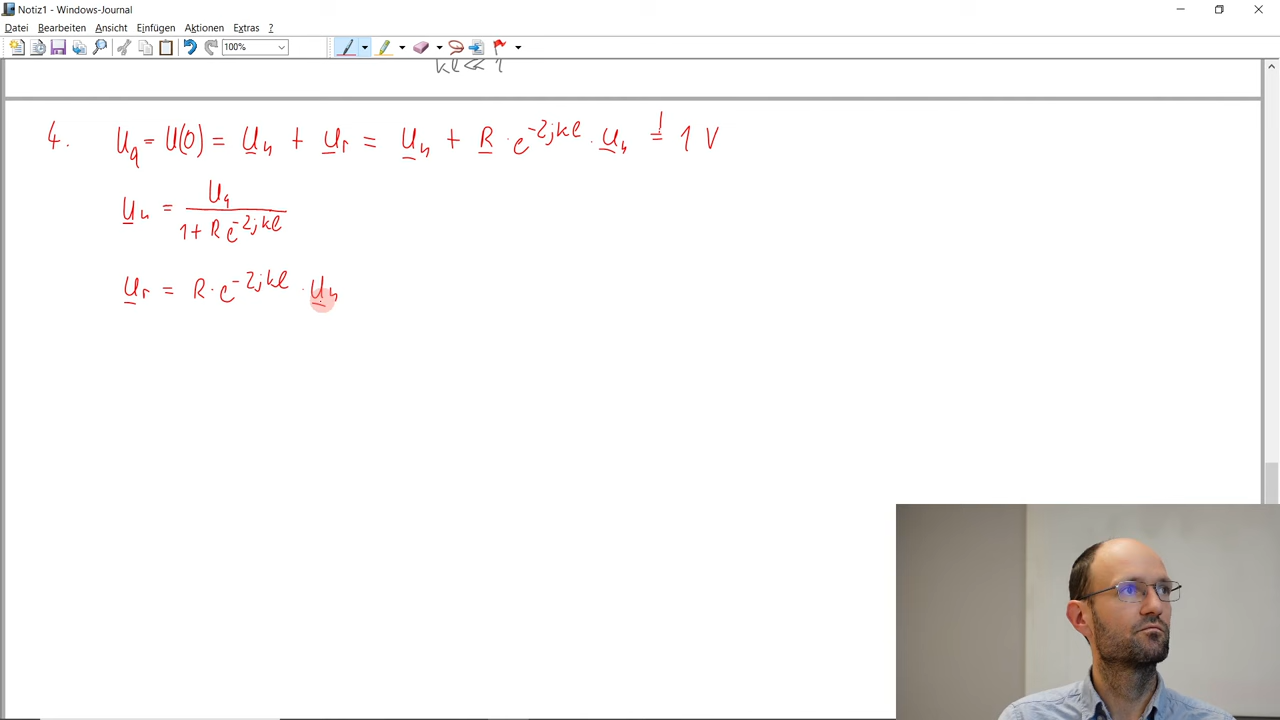 Notiz1 - Windows-Journal
Datei Bearbeiten Ansicht Einfügen Aktionen Extras ?
100%
kl ≪ 1
4. U_q = U(0) = U_h + U_r = U_h + R · e^{-2jkl} · U_h =^! 1 V
U_h = U_q / (1 + R e^{-2jkl})
U_r = R · e^{-2jkl} · U_h